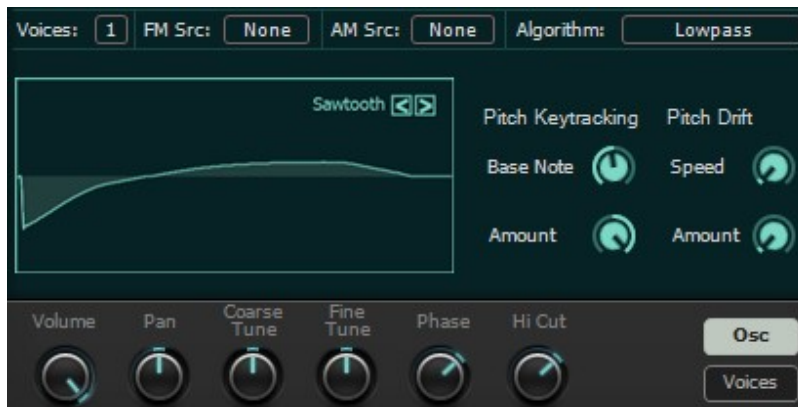 Voices: 1 FM Src: None AM Src: None Algorithm: Lowpass
Sawtooth < >
Pitch Keytracking Pitch Drift
Base Note Speed
Amount Amount
Volume Pan Coarse Tune Fine Tune Phase Hi Cut
Osc
Voices